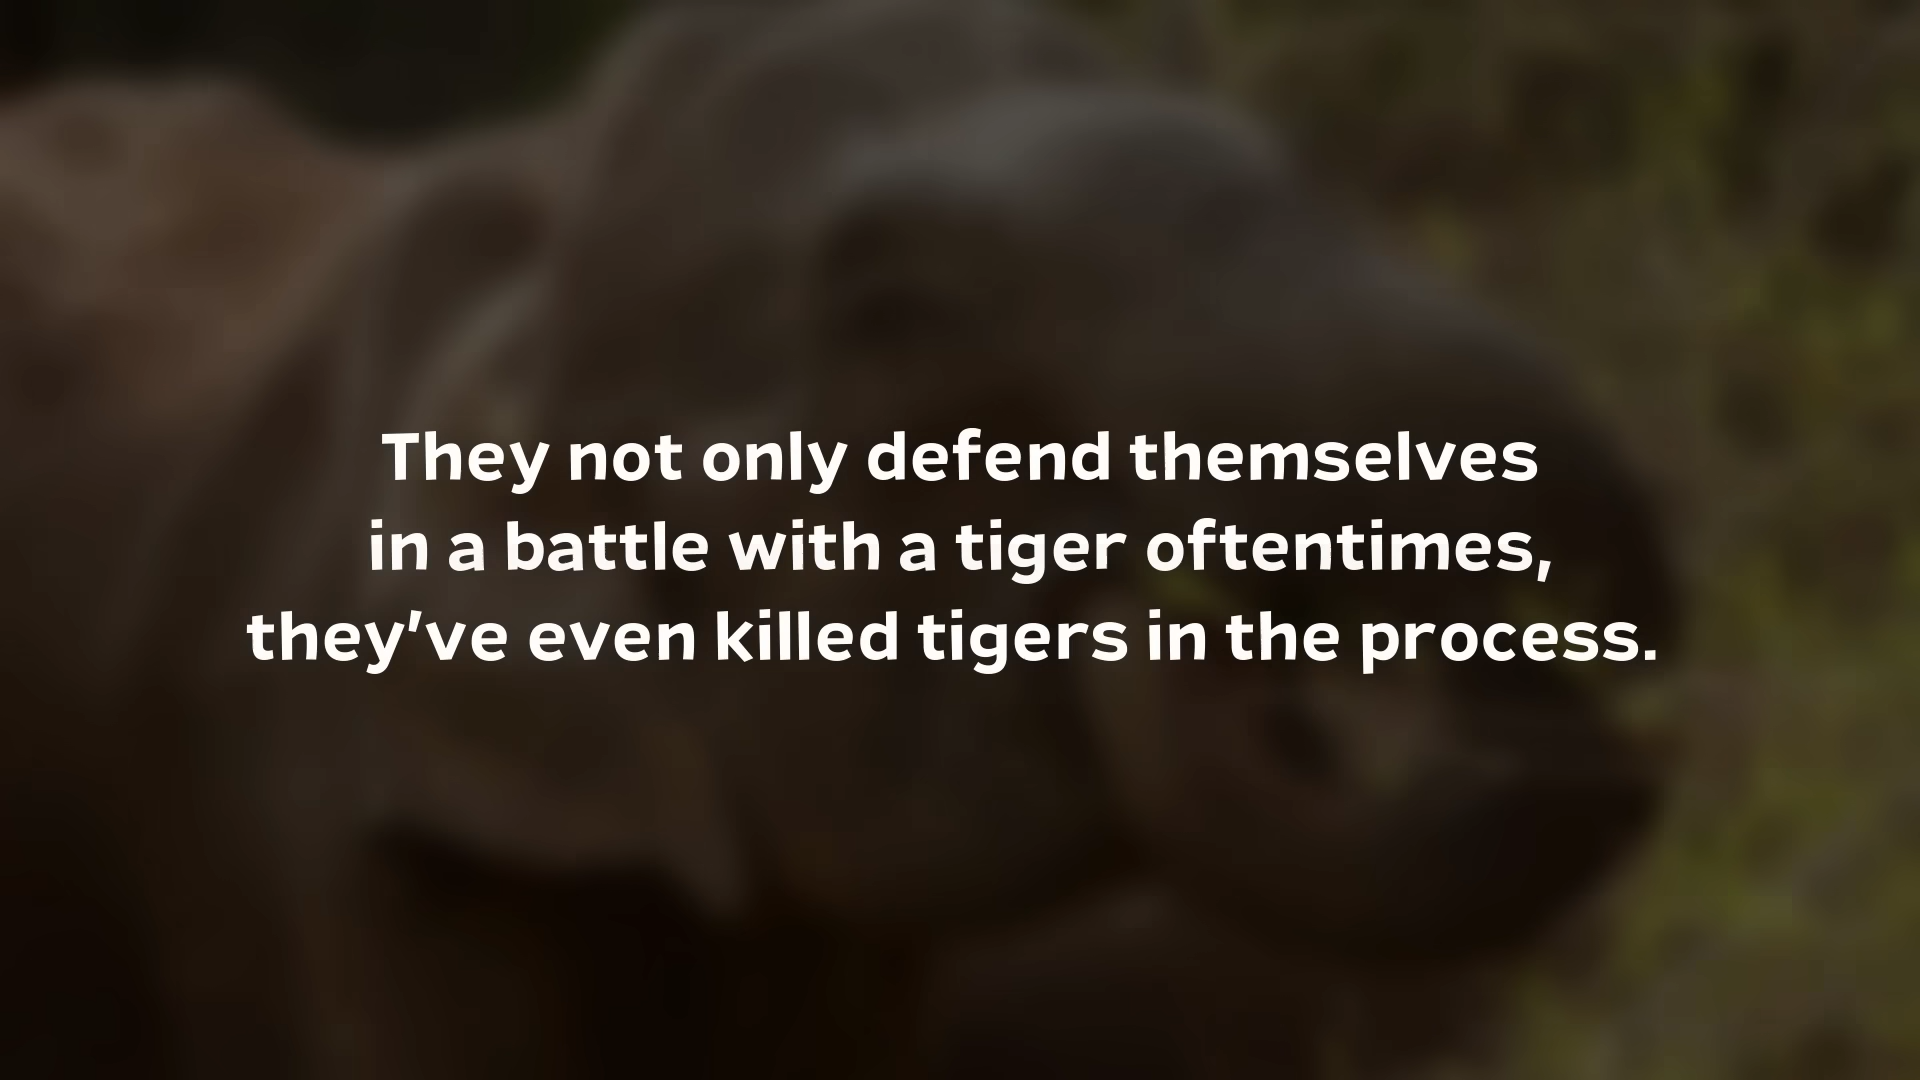 They not only defend themselves
in a battle with a tiger oftentimes,
they've even killed tigers in the process.